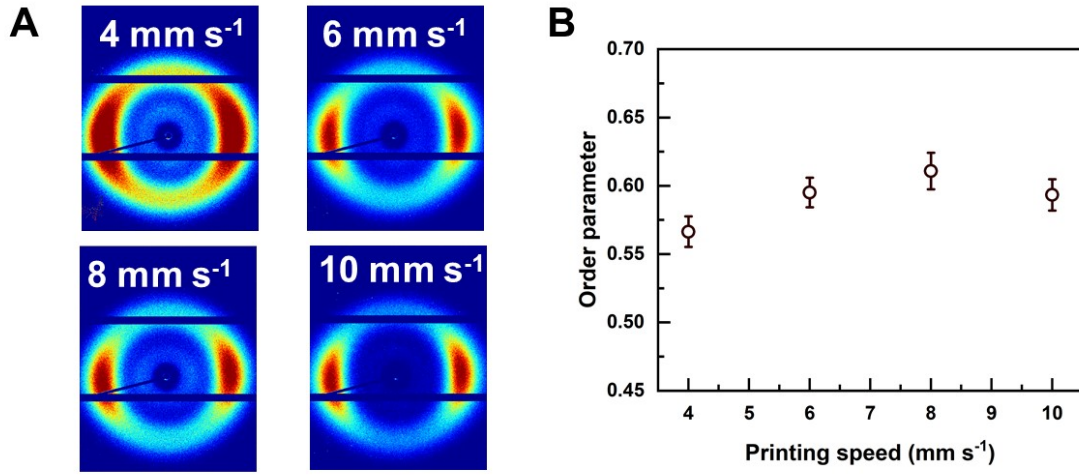 A
4 mm s⁻¹
6 mm s⁻¹
8 mm s⁻¹
10 mm s⁻¹
B
0.70
0.65
0.60
0.55
0.50
0.45
Order parameter
4 5 6 7 8 9 10
Printing speed (mm s⁻¹)